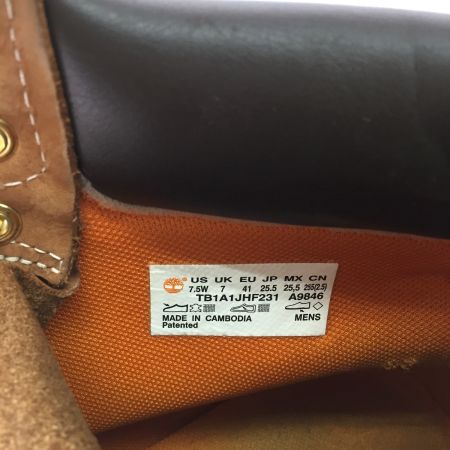 US UK EU JP MX CN
7.5W 7 41 25.5 25.5 255(2.5)
TB1A1JHF231 A9846
MADE IN CAMBODIA MENS
Patented